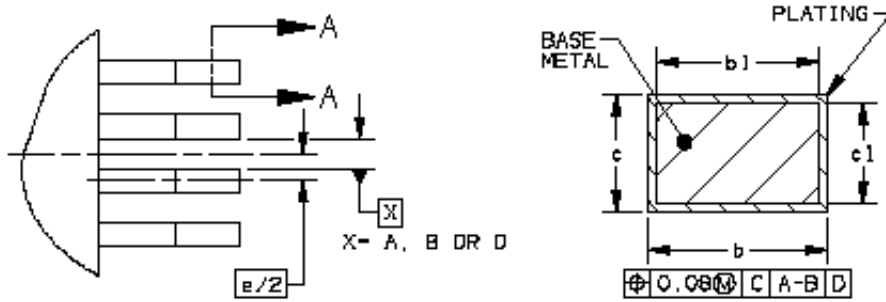 A
A
X
X- A, B OR D
e/2
PLATING
BASE
METAL
b1
c
c1
b
⌖ 0.08Ⓜ C A-B D